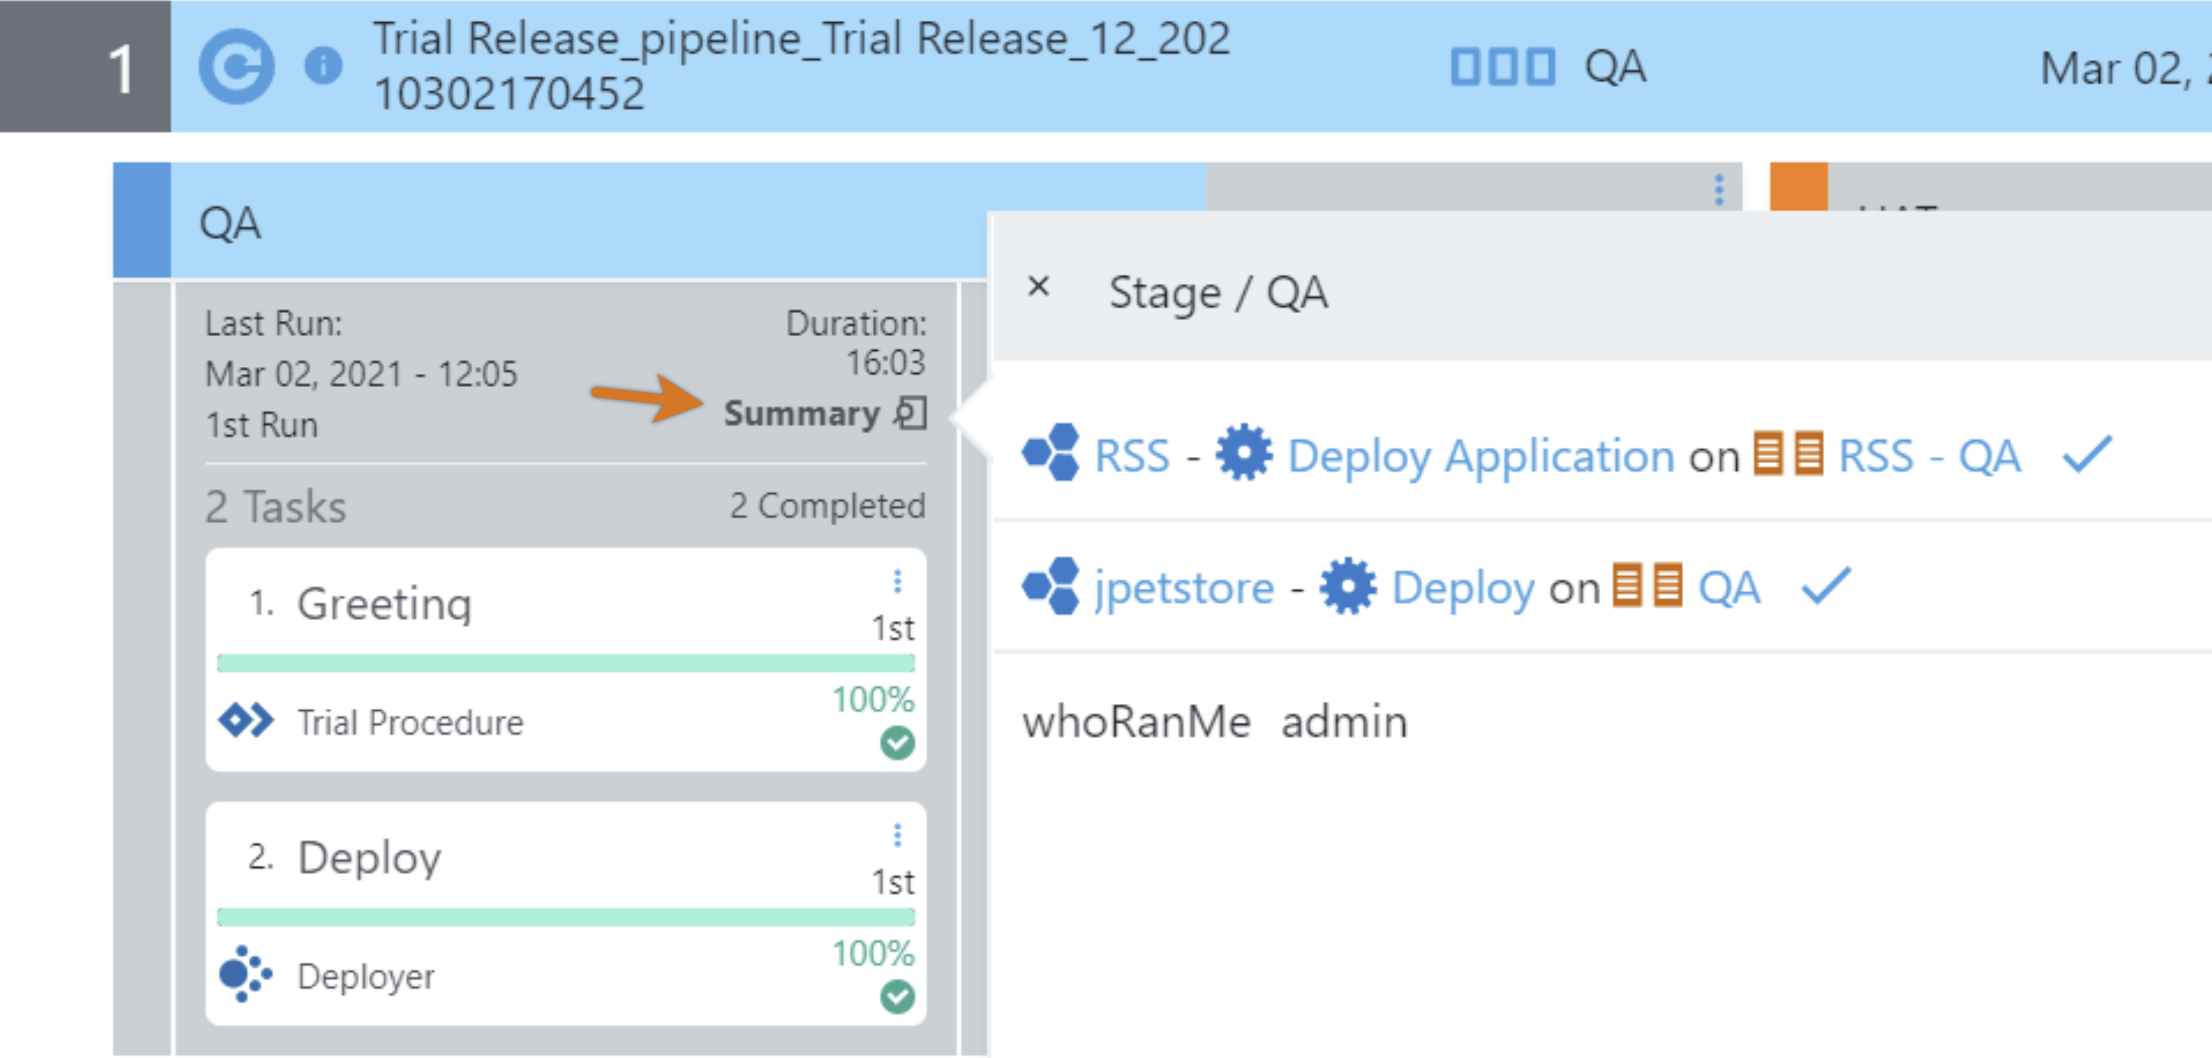 1
Trial Release_pipeline_Trial Release_12_202
10302170452
QA
Mar 02,
QA
Stage / QA
Last Run:
Mar 02, 2021 - 12:05
1st Run
Duration:
16:03
Summary
2 Tasks
2 Completed
1. Greeting
1st
100%
Trial Procedure
2. Deploy
1st
100%
Deployer
RSS - Deploy Application on RSS - QA
jpetstore - Deploy on QA
whoRanMe admin